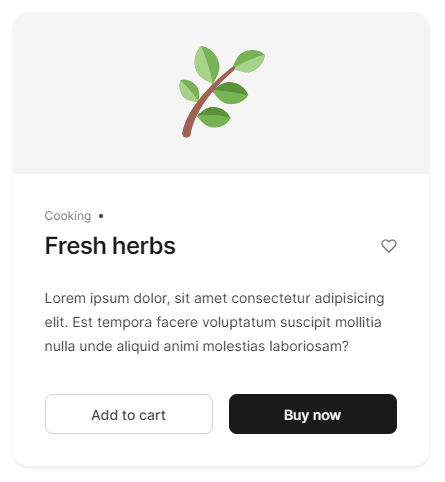 Cooking •
Fresh herbs
Lorem ipsum dolor, sit amet consectetur adipisicing
elit. Est tempora facere voluptatum suscipit mollitia
nulla unde aliquid animi molestias laboriosam?
Add to cart
Buy now